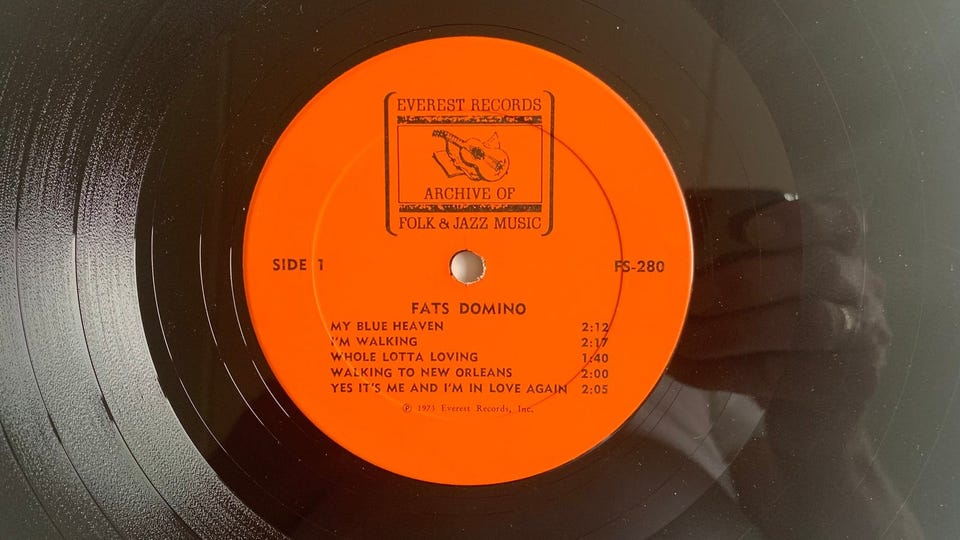 EVEREST RECORDS
ARCHIVE OF
FOLK & JAZZ MUSIC
SIDE 1 FS-280
FATS DOMINO
MY BLUE HEAVEN 2:12
I'M WALKING 2:17
WHOLE LOTTA LOVING 1:40
WALKING TO NEW ORLEANS 2:00
YES IT'S ME AND I'M IN LOVE AGAIN 2:05
℗ 1973 Everest Records, Inc.